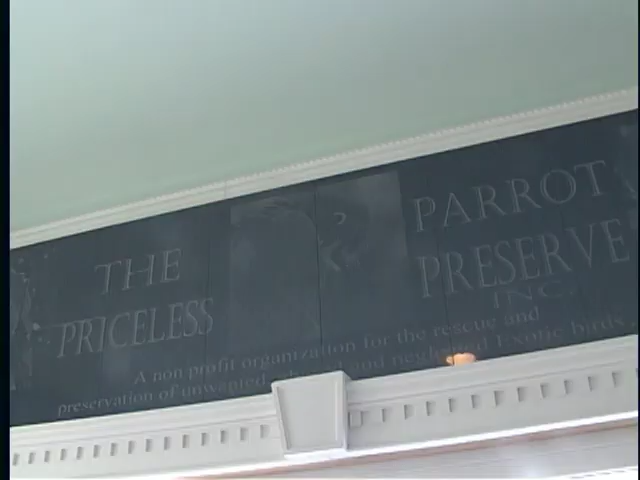 THE
PRICELESS
PARROT
PRESERVE
INC.
A non profit organization for the rescue and
preservation of unwanted, and neglected Exotic birds